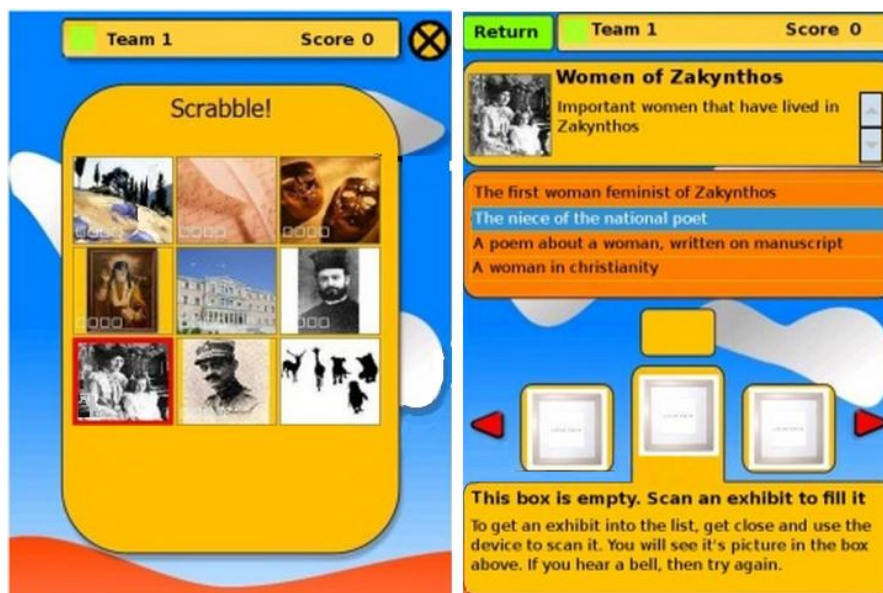 Team 1 Score 0
Scrabble!
Return
Team 1 Score 0
Women of Zakynthos
Important women that have lived in
Zakynthos
The first woman feminist of Zakynthos
The niece of the national poet
A poem about a woman, written on manuscript
A woman in christianity
This box is empty. Scan an exhibit to fill it
To get an exhibit into the list, get close and use the
device to scan it. You will see it's picture in the box
above. If you hear a bell, then try again.